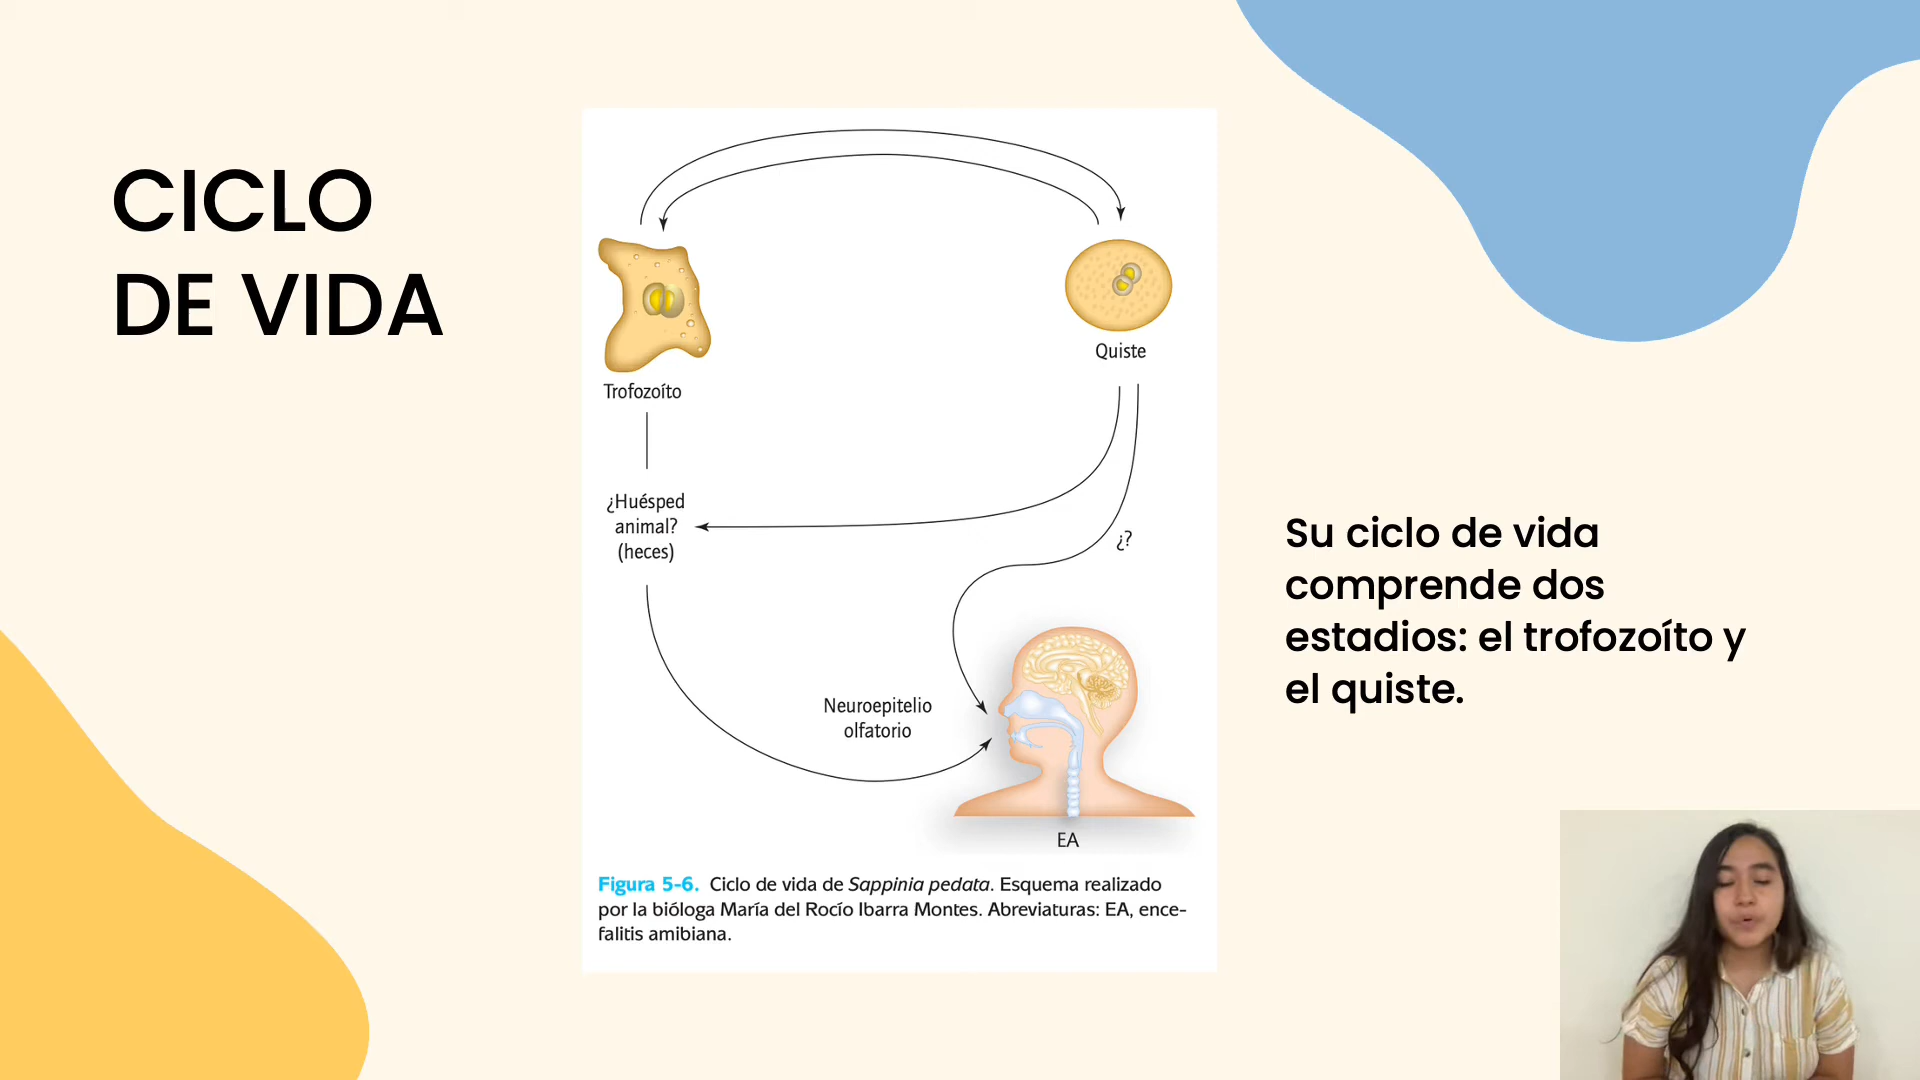 CICLO
DE VIDA
Trofozoíto
Quiste
¿Huésped
animal?
(heces)
¿?
Neuroepitelio
olfatorio
EA
Figura 5-6. Ciclo de vida de Sappinia pedata. Esquema realizado
por la bióloga María del Rocío Ibarra Montes. Abreviaturas: EA, ence-
falitis amibiana.
Su ciclo de vida
comprende dos
estadios: el trofozoíto y
el quiste.